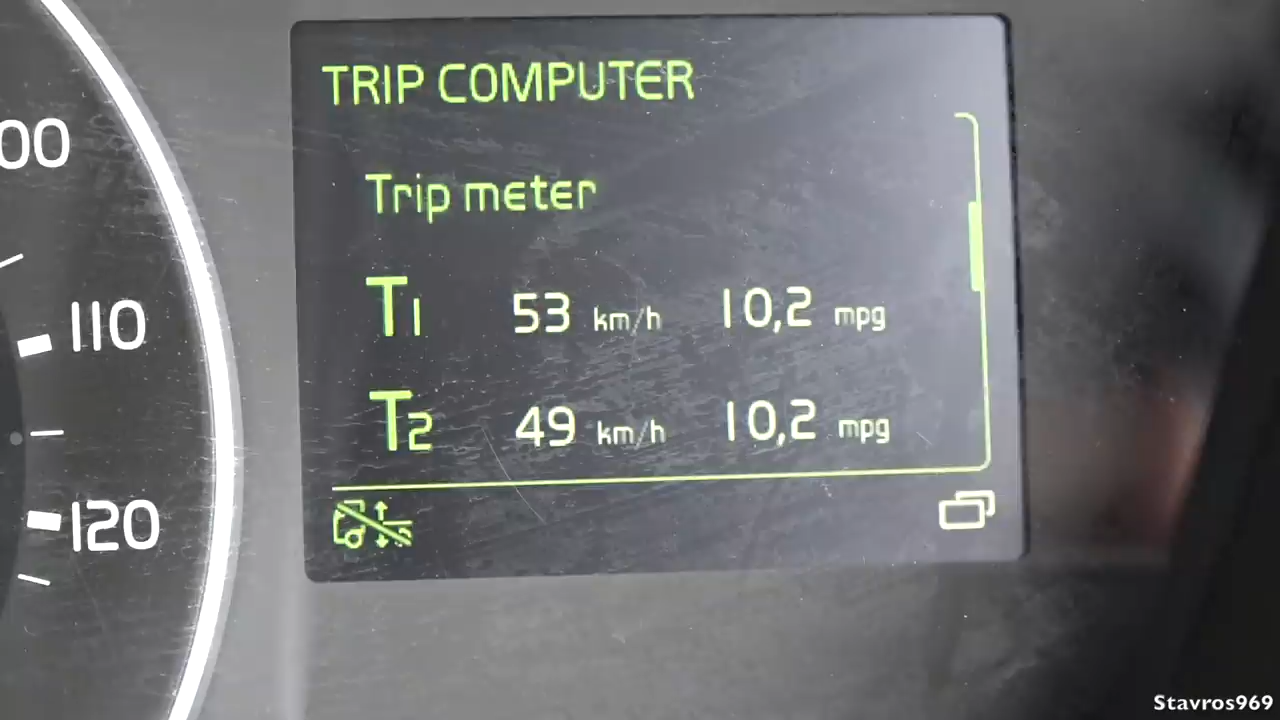 TRIP COMPUTER
00
Trip meter
T1 53 km/h 10,2 mpg
110
T2 49 km/h 10,2 mpg
120
Stavros969